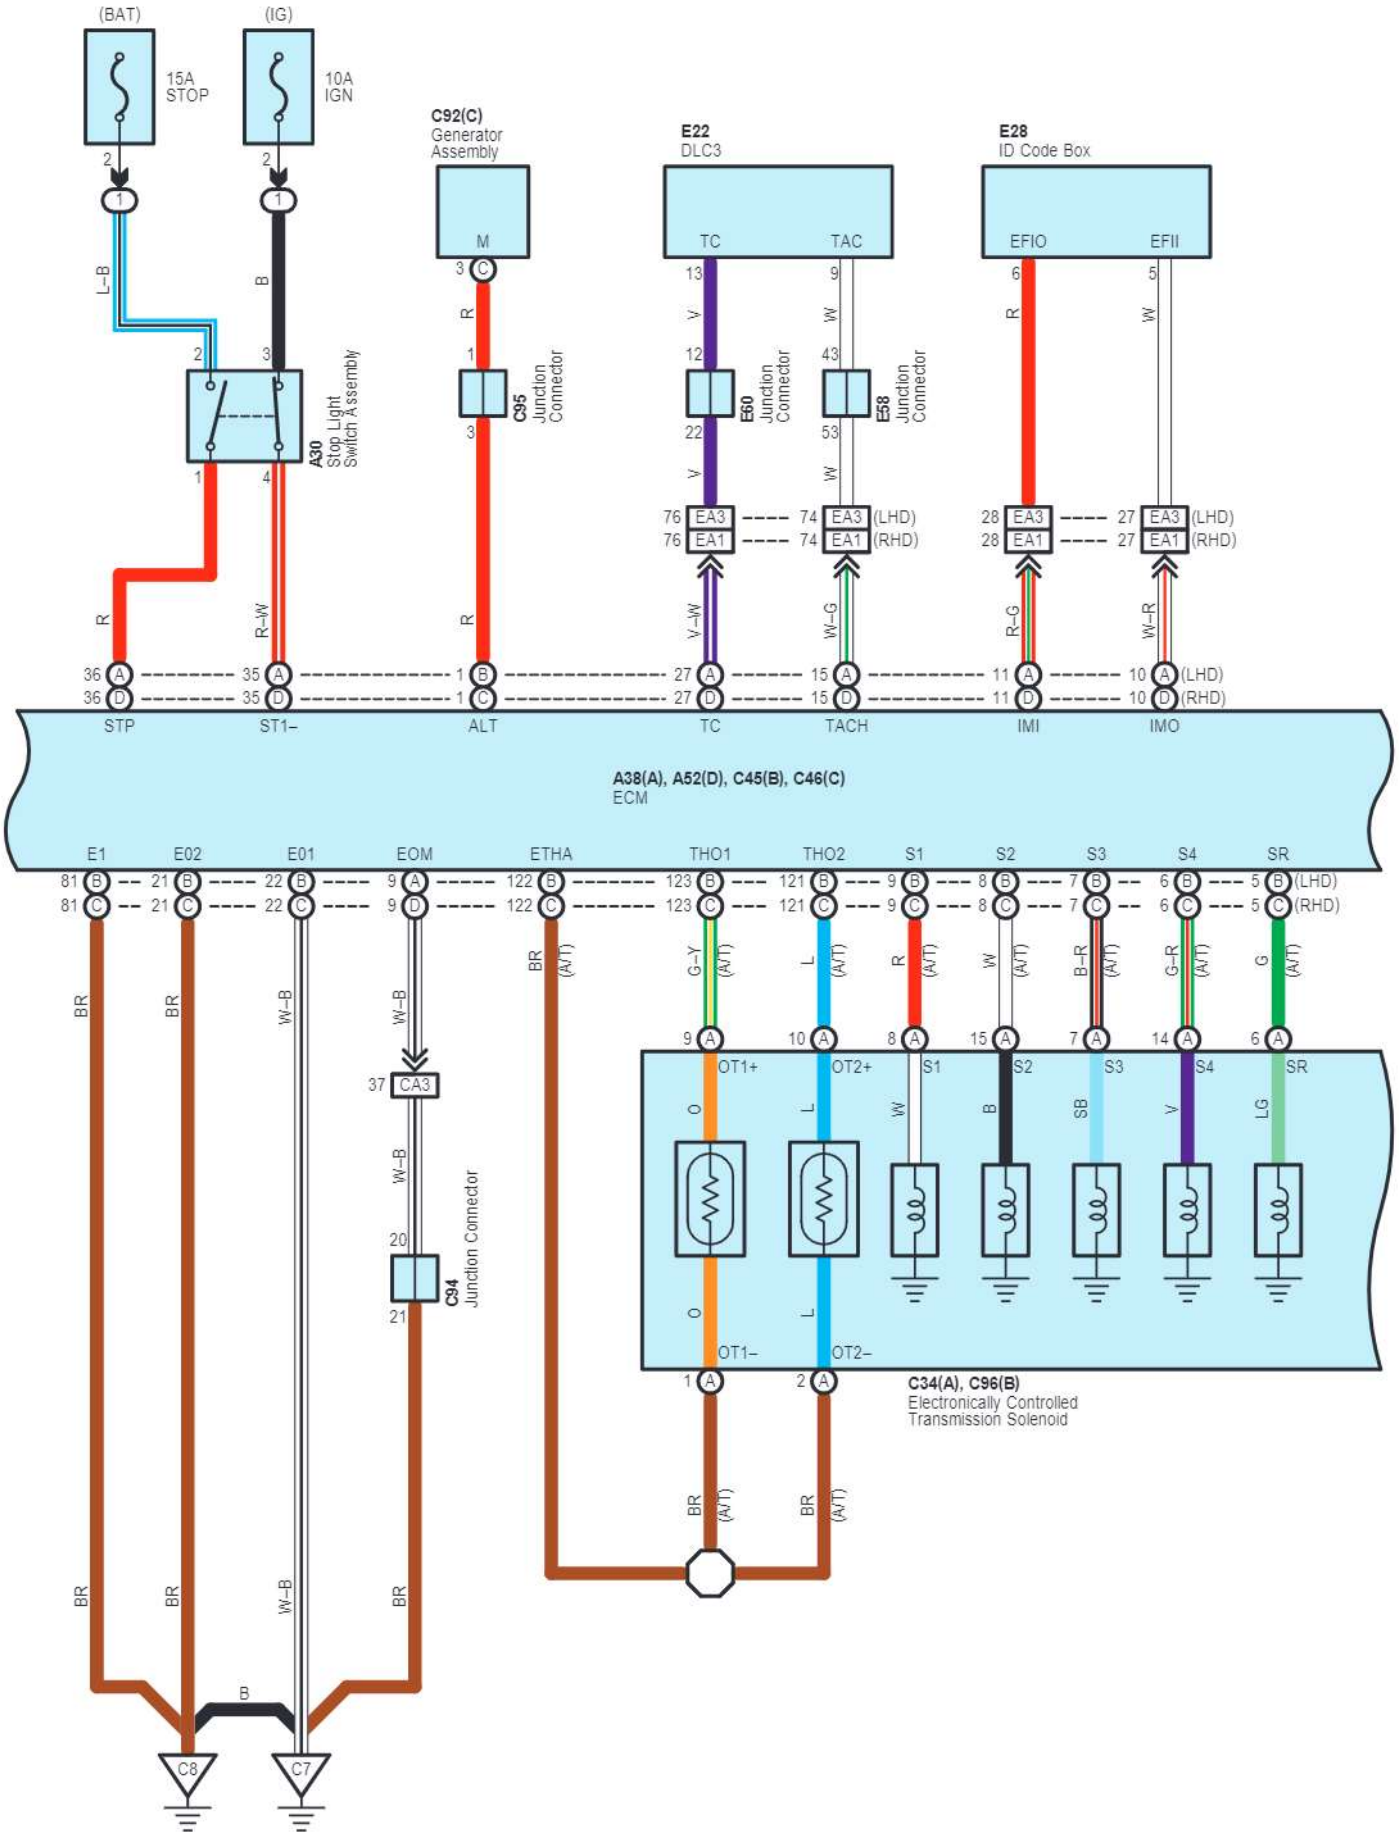 (BAT) (IG)
15A
STOP
10A
IGN
2 2
1 1
L–B B
2 3
A30
Stop Light
Switch Assembly
1 4
R R–W
C92(C)
Generator
Assembly
M
3 C
R
1
C95
Junction
Connector
3
R
E22
DLC3
TC TAC
13 9
V W
12 43
E60
Junction
Connector
E58
Junction
Connector
22 53
V W
76 EA3 74 EA3 (LHD)
76 EA1 74 EA1 (RHD)
V–W W–G
E28
ID Code Box
EFIO EFII
6 5
R W
28 EA3 27 EA3 (LHD)
28 EA1 27 EA1 (RHD)
R–G W–R
36 A 35 A 1 B 27 A 15 A 11 A 10 A (LHD)
36 D 35 D 1 C 27 D 15 D 11 D 10 D (RHD)
STP ST1– ALT TC TACH IMI IMO
A38(A), A52(D), C45(B), C46(C)
ECM
E1 E02 E01 EOM ETHA THO1 THO2 S1 S2 S3 S4 SR
81 B 21 B 22 B 9 A 122 B 123 B 121 B 9 B 8 B 7 B 6 B 5 B (LHD)
81 C 21 C 22 C 9 D 122 C 123 C 121 C 9 C 8 C 7 C 6 C 5 C (RHD)
BR (A/T) G–Y (A/T) L (A/T) R (A/T) W (A/T) B–R (A/T) G–R (A/T) G (A/T)
BR BR W–B W–B
9 A 10 A 8 A 15 A 7 A 14 A 6 A
OT1+ OT2+ S1 S2 S3 S4 SR
37 CA3
O L W B SB V LG
W–B
20
C94
Junction Connector
21
O L
OT1– OT2–
1 A 2 A
C34(A), C96(B)
Electronically Controlled
Transmission Solenoid
BR (A/T) BR (A/T)
BR BR W–B BR
B
C8 C7